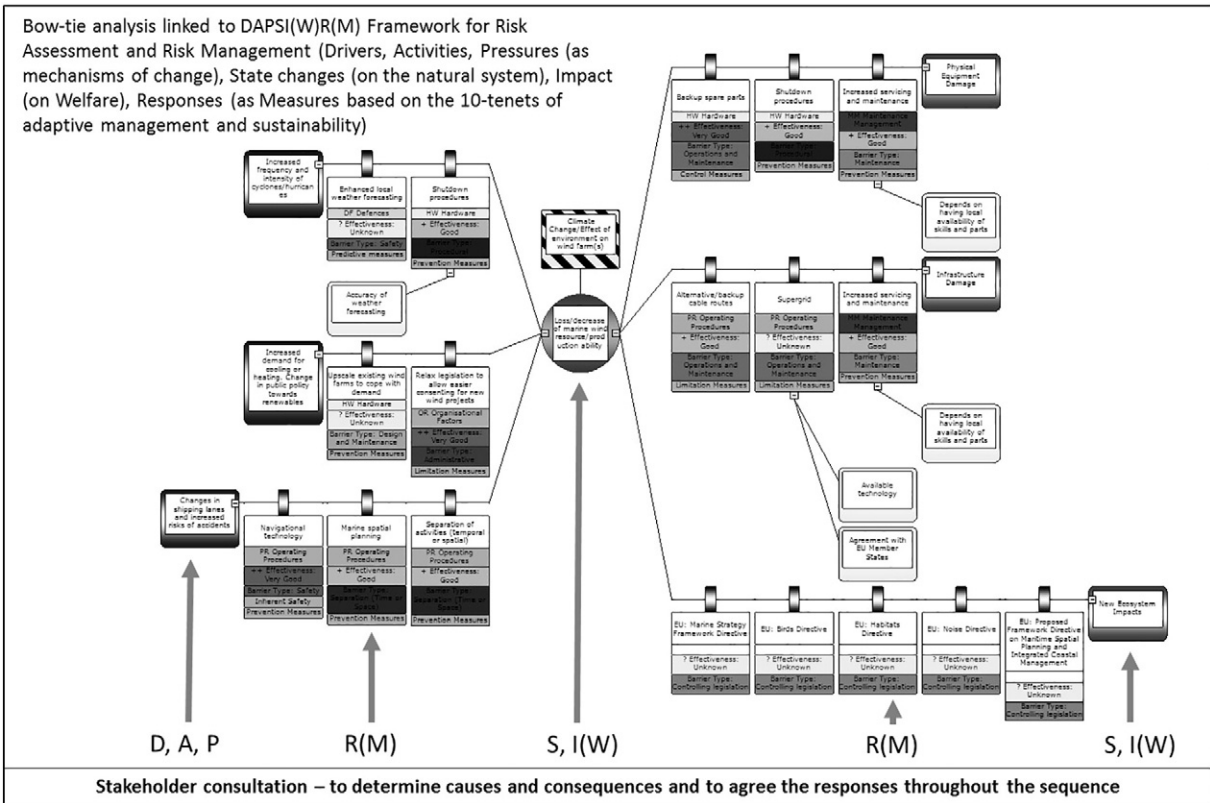 Bow-tie analysis linked to DAPSI(W)R(M) Framework for Risk
Assessment and Risk Management (Drivers, Activities, Pressures (as
mechanisms of change), State changes (on the natural system), Impact
(on Welfare), Responses (as Measures based on the 10-tenets of
adaptive management and sustainability)
Increased
frequency and
intensity of
cyclones/hurrican
es
Enhanced local
weather forecasting
DF Defences
? Effectiveness:
Unknown
Barrier Type: Safety
Predictive measures
Shutdown
procedures
HW Hardware
+ Effectiveness:
Good
Barrier Type: Procedural
Prevention Measures
Accuracy of
weather
forecasting
Increased
demand for
cooling or
heating. Change
in public policy
towards
renewables
Upscale existing wind
farms to cope with
demand
HW Hardware
? Effectiveness:
Unknown
Barrier Type: Design
and Maintenance
Prevention Measures
Relax legislation to
allow easier
consenting for new
wind projects
OR Organisational
Factors
++ Effectiveness:
Very Good
Barrier Type:
Administrative
Limitation Measures
Changes in
shipping lanes
and increased
risks of accidents
Navigational
technology
PR Operating
Procedures
++ Effectiveness:
Very Good
Barrier Type: Safety
Inherent Safety
Prevention Measures
Marine spatial
planning
PR Operating
Procedures
+ Effectiveness:
Good
Barrier Type:
Separation (Time or
Space)
Prevention Measures
Separation of
activities (temporal
or spatial)
PR Operating
Procedures
+ Effectiveness:
Good
Barrier Type:
Separation (Time or
Space)
Prevention Measures
Climate
Change/Effect of
environment on
wind farm(s)
Loss/decrease
of marine wind
resource/prod
uction ability
Backup spare parts
HW Hardware
++ Effectiveness:
Very Good
Barrier Type:
Operations and
Maintenance
Control Measures
Shutdown
procedures
HW Hardware
+ Effectiveness:
Good
Barrier Type: Procedural
Prevention Measures
Increased servicing
and maintenance
MM Maintenance
Management
+ Effectiveness:
Good
Barrier Type:
Maintenance
Prevention Measures
Physical
Equipment
Damage
Depends on
having local
availability of
skills and parts
Alternative/backup
cable routes
PR Operating
Procedures
+ Effectiveness:
Good
Barrier Type:
Operations and
Maintenance
Limitation Measures
Supergrid
PR Operating
Procedures
? Effectiveness:
Unknown
Barrier Type:
Operations and
Maintenance
Limitation Measures
Increased servicing
and maintenance
MM Maintenance
Management
+ Effectiveness:
Good
Barrier Type:
Maintenance
Prevention Measures
Infrastructure
Damage
Depends on
having local
availability of
skills and parts
Available
technology
Agreement with
EU Member
States
EU: Marine Strategy
Framework Directive
? Effectiveness:
Unknown
Barrier Type:
Controlling legislation
EU: Birds Directive
? Effectiveness:
Unknown
Barrier Type:
Controlling legislation
EU: Habitats
Directive
? Effectiveness:
Unknown
Barrier Type:
Controlling legislation
EU: Noise Directive
? Effectiveness:
Unknown
Barrier Type:
Controlling legislation
EU: Proposed
Framework Directive
on Maritime Spatial
Planning and
Integrated Coastal
Management
? Effectiveness:
Unknown
Barrier Type:
Controlling legislation
New Ecosystem
Impacts
D, A, P
R(M)
S, I(W)
R(M)
S, I(W)
Stakeholder consultation – to determine causes and consequences and to agree the responses throughout the sequence